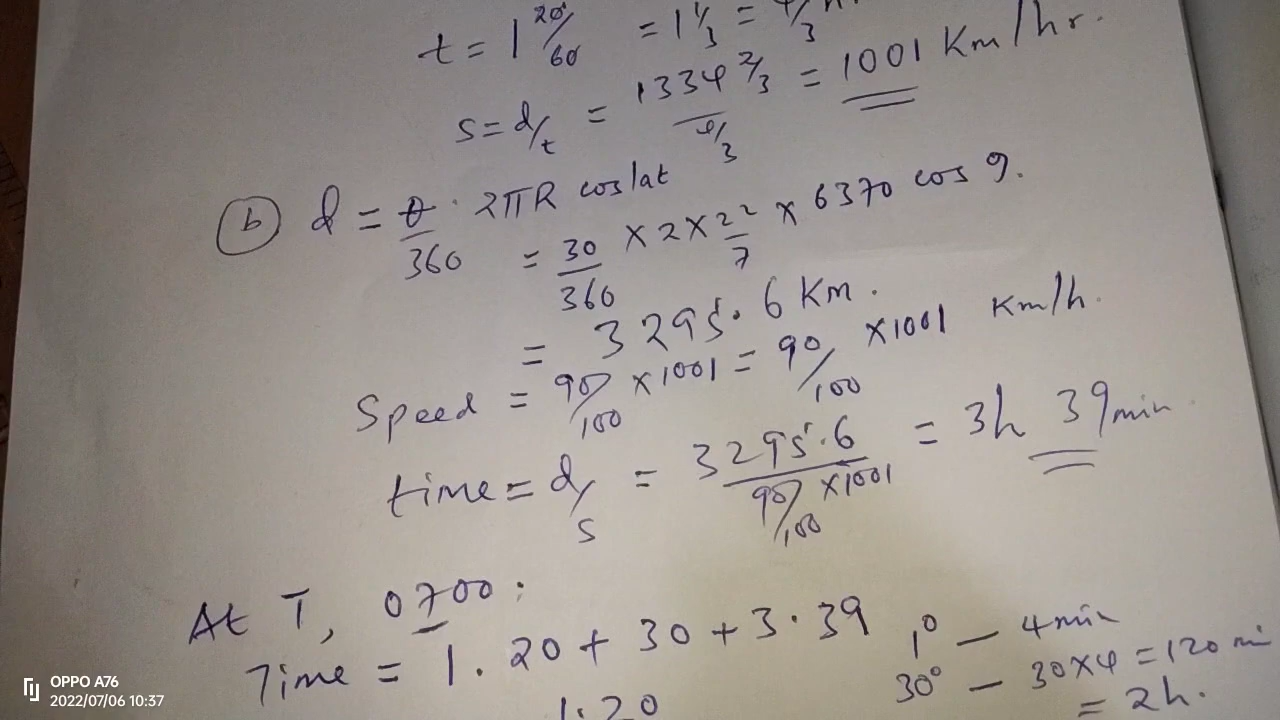 t = 1 20/60 = 1 1/3 = 4/3 hr
s = d/t = 1334 2/3 / 4/3 = 1001 Km/hr.
(b) d = θ/360 · 2πR cos lat
= 30/360 × 2 × 22/7 × 6370 cos 9.
= 3295.6 Km.
Speed = 90/100 × 1001 = 90/100 × 1001 Km/h.
time = d/s = 3295.6 / 90/100 × 1001 = 3h 39min
At T, 0700:
Time = 1.20 + 30 + 3.39
1° — 4min
30° — 30×4 = 120 mi
= 2h.
1.20
OPPO A76
2022/07/06 10:37